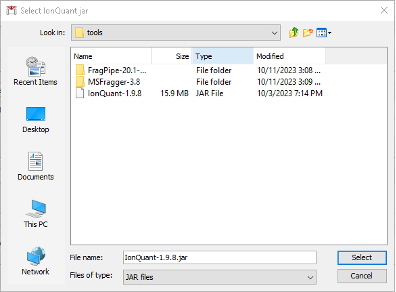 Select IonQuant jar
Look in: tools
Name Size Type Modified
FragPipe-20.1-... File folder 10/11/2023 3:08 ...
MSFragger-3.8 File folder 10/11/2023 3:09 ...
IonQuant-1.9.8 15.9 MB JAR File 10/3/2023 7:14 PM
Recent Items
Desktop
Documents
This PC
Network
File name: IonQuant-1.9.8.jar Select
Files of type: JAR files Cancel